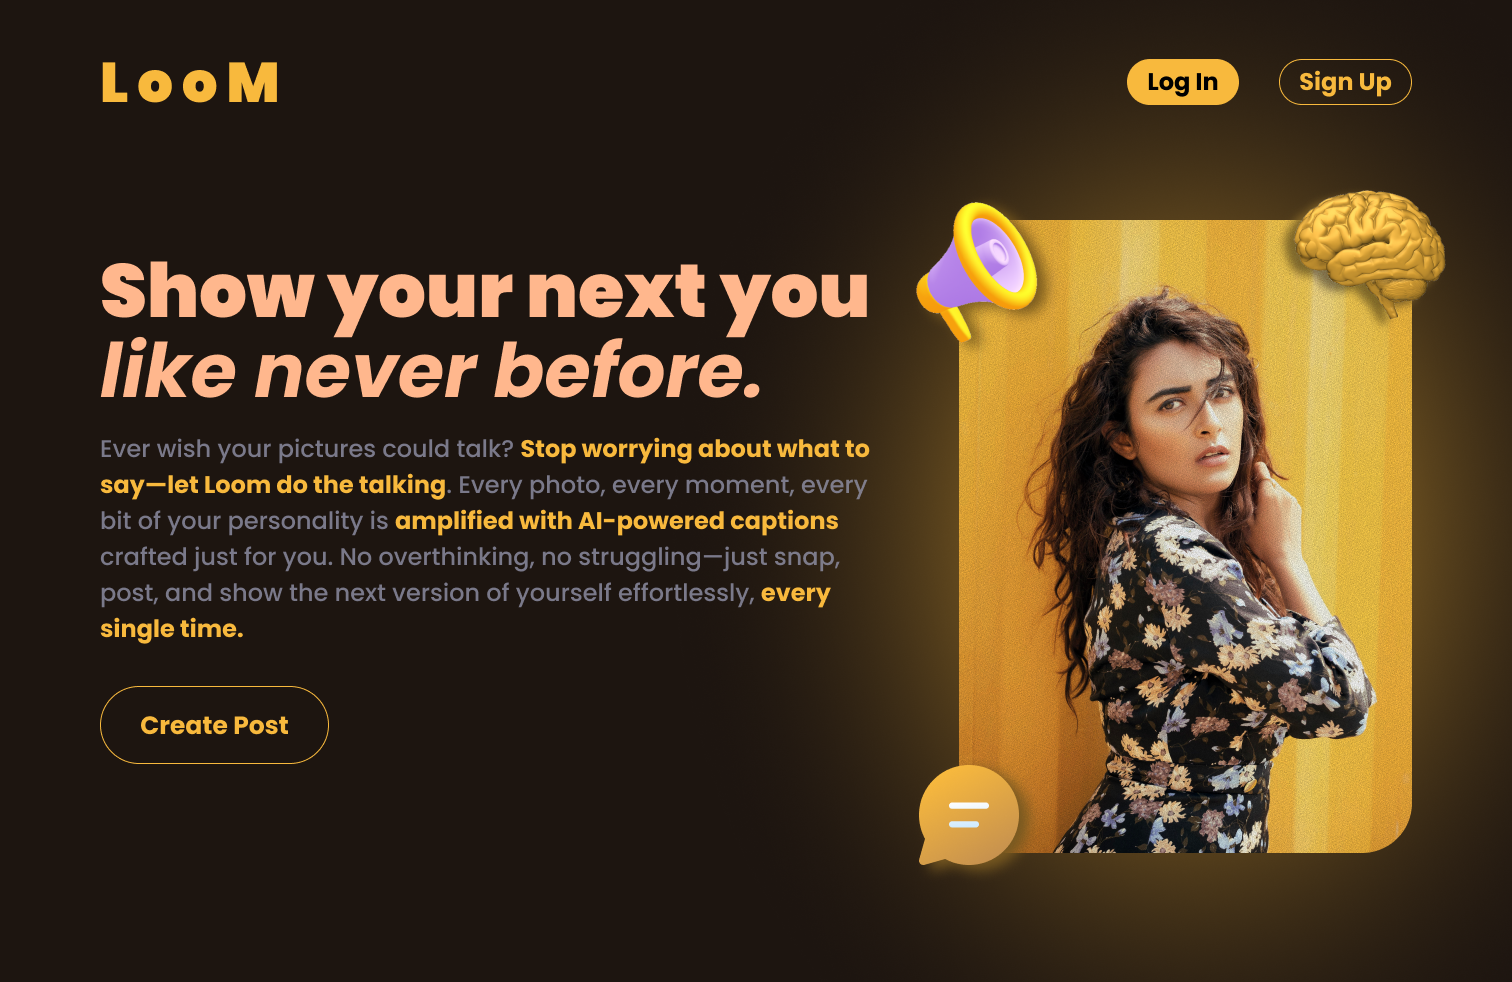 LooM
Log In
Sign Up
Show your next you
like never before.
Ever wish your pictures could talk? Stop worrying about what to
say—let Loom do the talking. Every photo, every moment, every
bit of your personality is amplified with AI-powered captions
crafted just for you. No overthinking, no struggling—just snap,
post, and show the next version of yourself effortlessly, every
single time.
Create Post